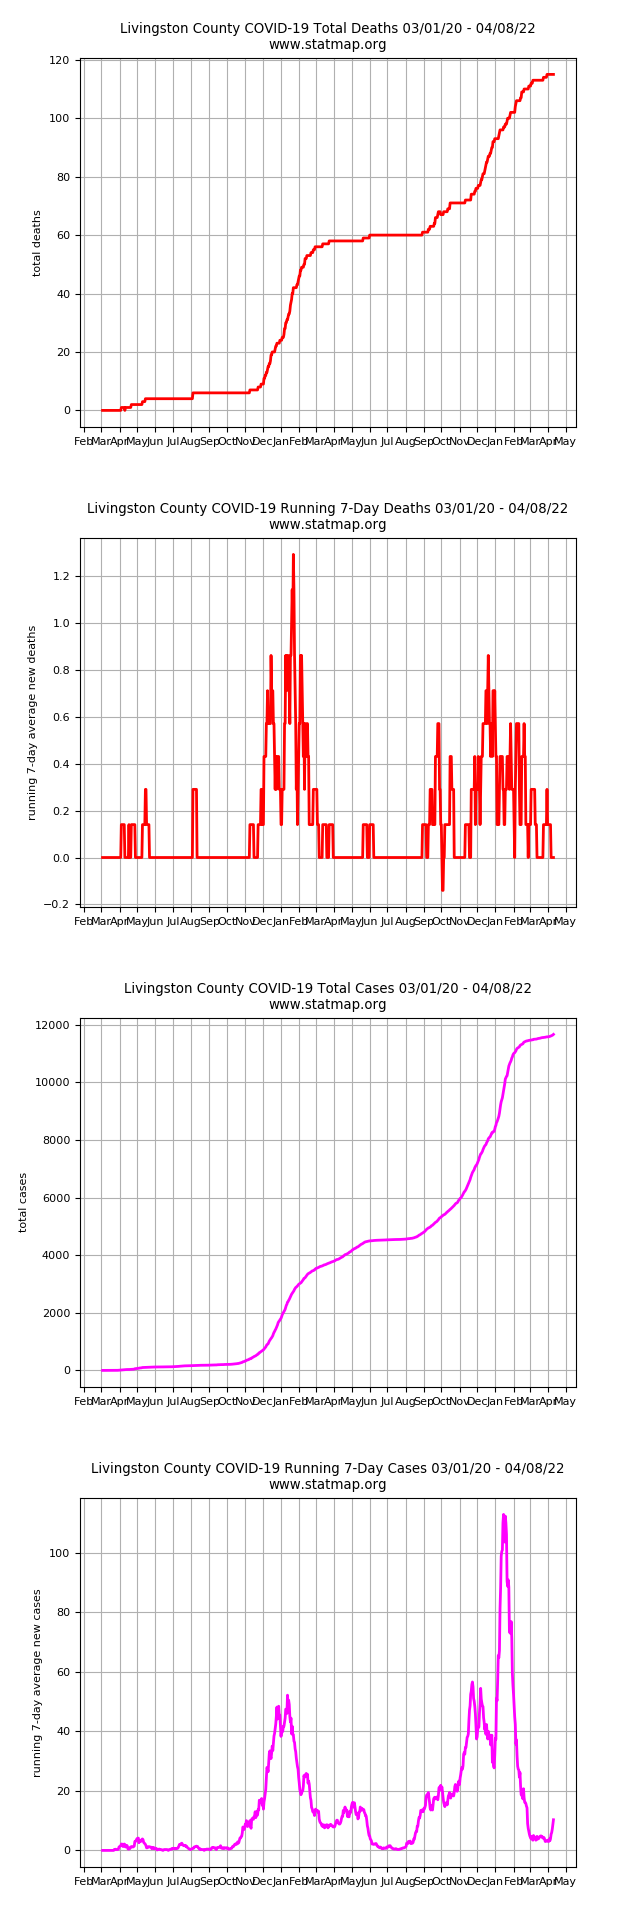 Livingston County COVID-19 Total Deaths 03/01/20 - 04/08/22
www.statmap.org
120
100
80
60
40
20
0
total deaths
Feb Mar Apr May Jun Jul Aug Sep Oct Nov Dec Jan Feb Mar Apr May Jun Jul Aug Sep Oct Nov Dec Jan Feb Mar Apr May
Livingston County COVID-19 Running 7-Day Deaths 03/01/20 - 04/08/22
www.statmap.org
1.2
1.0
0.8
0.6
0.4
0.2
0.0
−0.2
running 7-day average new deaths
Feb Mar Apr May Jun Jul Aug Sep Oct Nov Dec Jan Feb Mar Apr May Jun Jul Aug Sep Oct Nov Dec Jan Feb Mar Apr May
Livingston County COVID-19 Total Cases 03/01/20 - 04/08/22
www.statmap.org
12000
10000
8000
6000
4000
2000
0
total cases
Feb Mar Apr May Jun Jul Aug Sep Oct Nov Dec Jan Feb Mar Apr May Jun Jul Aug Sep Oct Nov Dec Jan Feb Mar Apr May
Livingston County COVID-19 Running 7-Day Cases 03/01/20 - 04/08/22
www.statmap.org
100
80
60
40
20
0
running 7-day average new cases
Feb Mar Apr May Jun Jul Aug Sep Oct Nov Dec Jan Feb Mar Apr May Jun Jul Aug Sep Oct Nov Dec Jan Feb Mar Apr May